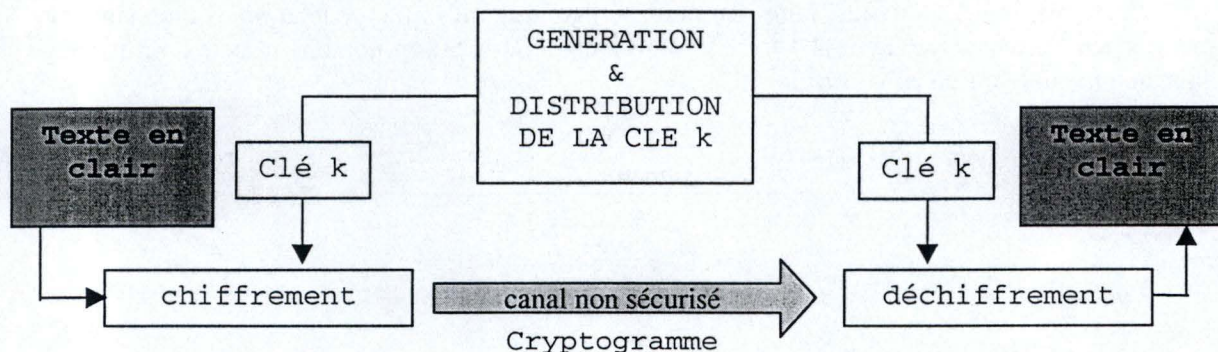 GENERATION
&
DISTRIBUTION
DE LA CLE k
Texte en
clair
Clé k
Clé k
Texte en
clair
chiffrement
canal non sécurisé
déchiffrement
Cryptogramme